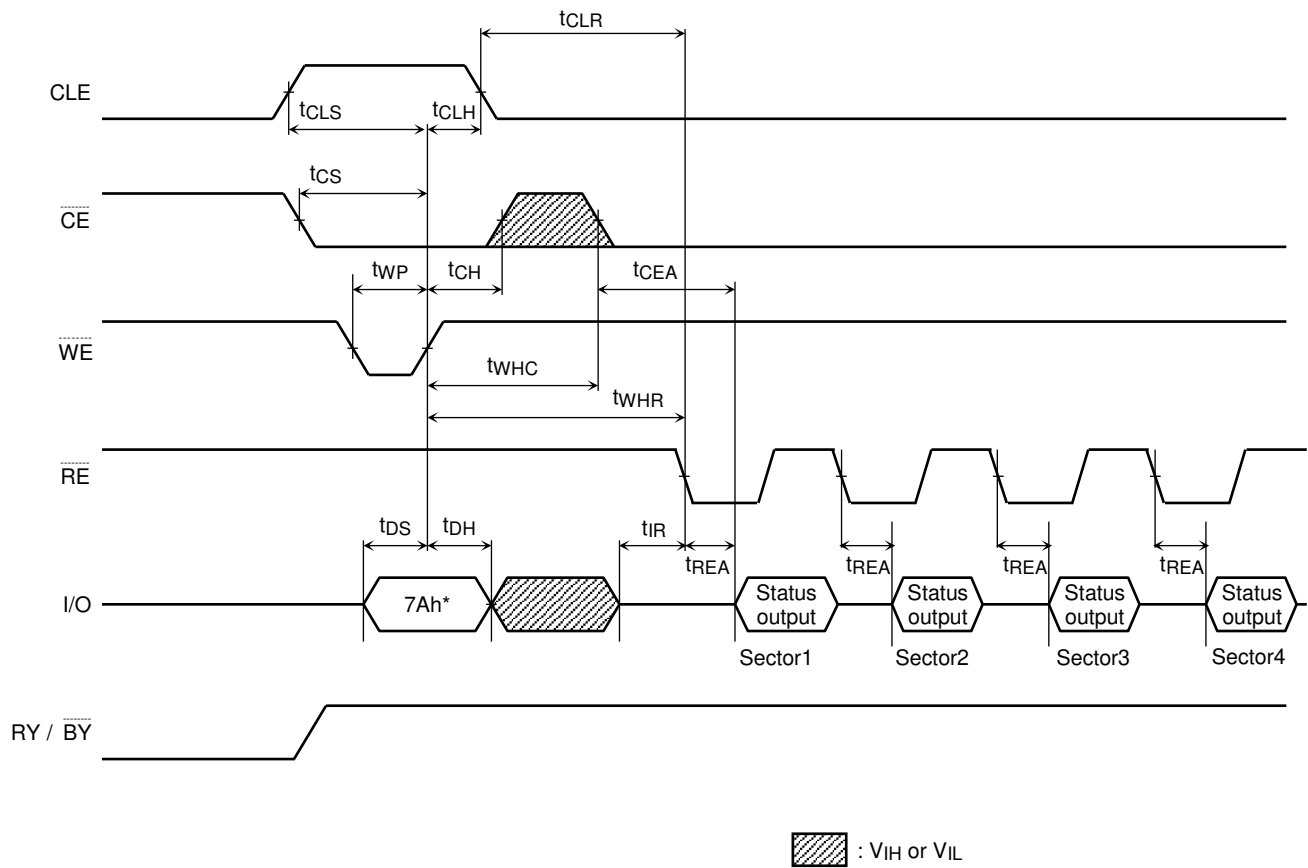 tCLR
CLE
tCLS
tCLH
tCS
CE
tWP
tCH
tCEA
WE
tWHC
tWHR
RE
tDS
tDH
tIR
tREA
tREA
tREA
tREA
I/O
7Ah*
Status output
Status output
Status output
Status output
Sector1
Sector2
Sector3
Sector4
RY / BY
: VIH or VIL